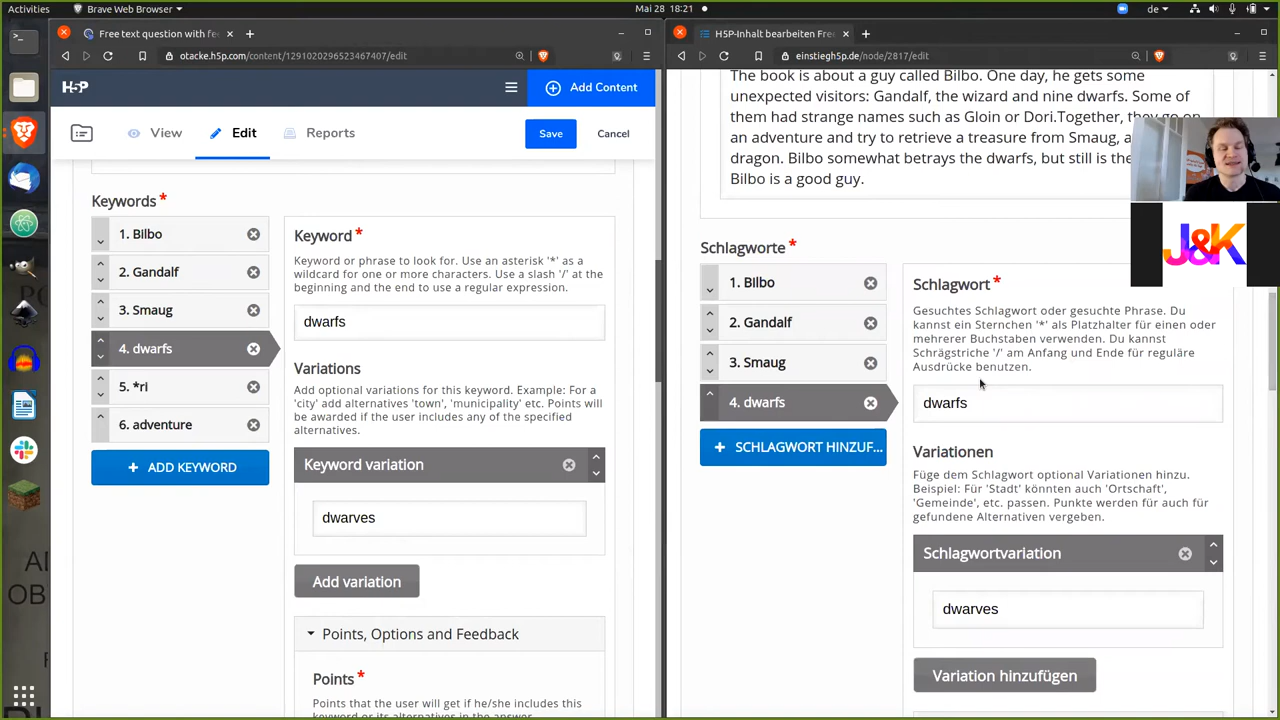 Activities
Brave Web Browser
Mai 28 18:21
de
Free text question with fe
otacke.h5p.com/content/1291020296523467407/edit
H5P
Add Content
View
Edit
Reports
Save
Cancel
Keywords *
1. Bilbo
2. Gandalf
3. Smaug
4. dwarfs
5. *ri
6. adventure
+ ADD KEYWORD
Keyword *
Keyword or phrase to look for. Use an asterisk '*' as
wildcard for one or more characters. Use a slash '/' at the
beginning and the end to use a regular expression.
dwarfs
Variations
Add optional variations for this keyword. Example: For a
'city' add alternatives 'town', 'municipality' etc. Points
will be awarded if the user includes any of the specified
alternatives.
Keyword variation
dwarves
Add variation
Points, Options and Feedback
Points *
Points that the user will get if he/she includes this
keyword or its alternatives in the answer.
H5P-Inhalt bearbeiten Fre
einstiegh5p.de/node/2817/edit
The book is about a guy called Bilbo. One day, he gets some
unexpected visitors: Gandalf, the wizard and nine dwarfs. Some of
them had strange names such as Gloin or Dori.Together, they go on
an adventure and try to retrieve a treasure from Smaug, a
dragon. Bilbo somewhat betrays the dwarfs, but still is the
Bilbo is a good guy.
J&K
Schlagworte *
1. Bilbo
2. Gandalf
3. Smaug
4. dwarfs
+ SCHLAGWORT HINZUF...
Schlagwort *
Gesuchtes Schlagwort oder gesuchte Phrase. Du
kannst ein Sternchen '*' als Platzhalter für einen oder
mehrerer Buchstaben verwenden. Du kannst
Schrägstriche '/' am Anfang und Ende für reguläre
Ausdrücke benutzen.
dwarfs
Variationen
Füge dem Schlagwort optional Variationen hinzu.
Beispiel: Für 'Stadt' könnten auch 'Ortschaft',
'Gemeinde', etc. passen. Punkte werden für auch für
gefundene Alternativen vergeben.
Schlagwortvariation
dwarves
Variation hinzufügen